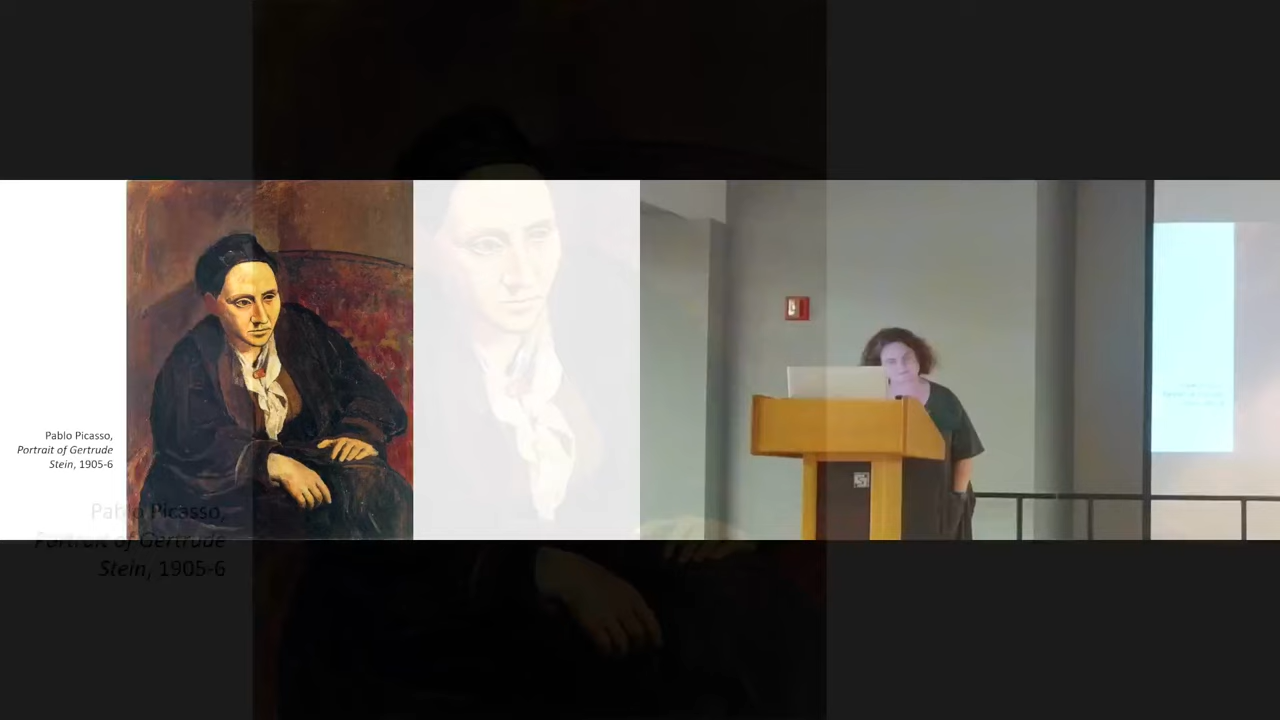 Pablo Picasso,
Portrait of Gertrude
Stein, 1905-6
Pablo Picasso,
Portrait of Gertrude
Stein, 1905-6